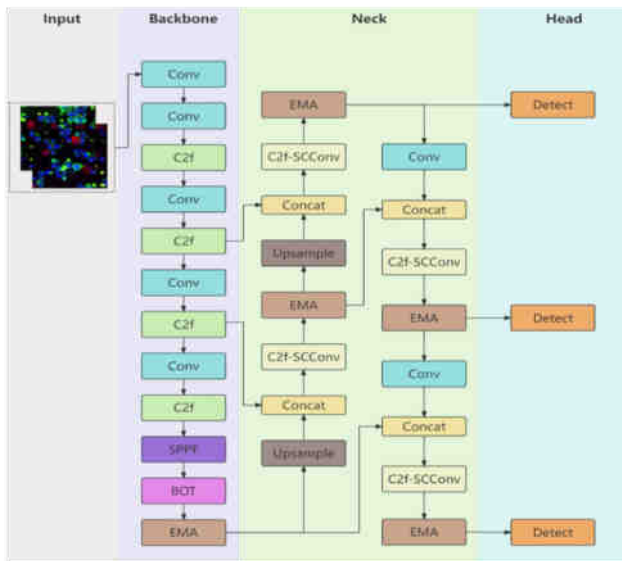 Input
Backbone
Neck
Head
Conv
Conv
C2f
Conv
C2f
Conv
C2f
Conv
C2f
SPPF
BOT
EMA
EMA
C2f-SCConv
Concat
Upsample
EMA
C2f-SCConv
Concat
Upsample
Conv
Concat
C2f-SCConv
EMA
Conv
Concat
C2f-SCConv
EMA
Detect
Detect
Detect